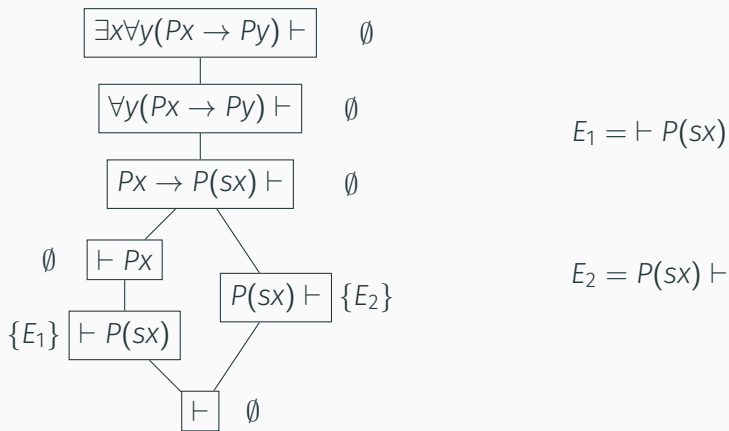 ∃x∀y(Px → Py) ⊢ ∅
∀y(Px → Py) ⊢ ∅
E₁ = ⊢ P(sx)
Px → P(sx) ⊢ ∅
∅ ⊢ Px
E₂ = P(sx) ⊢
P(sx) ⊢ {E₂}
{E₁} ⊢ P(sx)
⊢ ∅